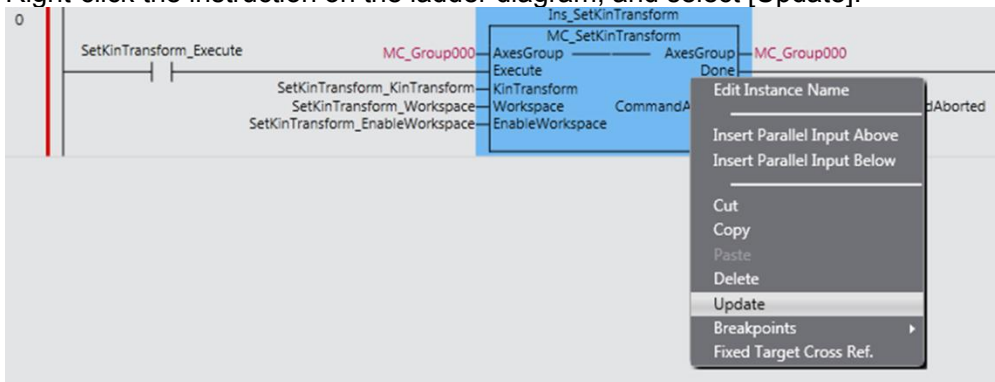 Right-click the instruction on the ladder diagram, and select [Update].
0
Ins_SetKinTransform
MC_SetKinTransform
SetKinTransform_Execute
MC_Group000 AxesGroup AxesGroup MC_Group000
Execute Done
SetKinTransform_KinTransform KinTransform
SetKinTransform_Workspace Workspace CommandA dAborted
SetKinTransform_EnableWorkspace EnableWorkspace
Edit Instance Name
Insert Parallel Input Above
Insert Parallel Input Below
Cut
Copy
Paste
Delete
Update
Breakpoints
Fixed Target Cross Ref.